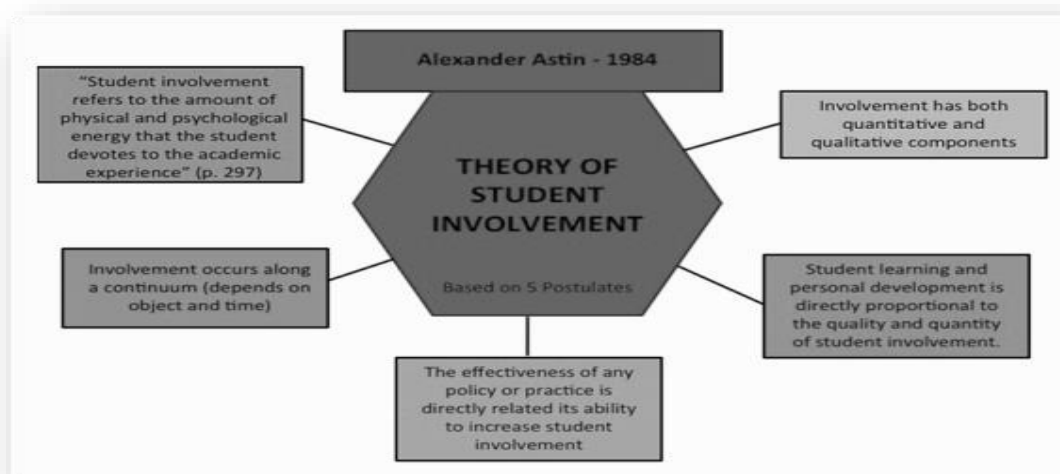 Alexander Astin - 1984
"Student involvement
refers to the amount of
physical and psychological
energy that the student
devotes to the academic
experience" (p. 297)
Involvement has both
quantitative and
qualitative components
THEORY OF
STUDENT
INVOLVEMENT
Based on 5 Postulates
Involvement occurs along
a continuum (depends on
object and time)
Student learning and
personal development is
directly proportional to
the quality and quantity
of student involvement.
The effectiveness of any
policy or practice is
directly related its ability
to increase student
involvement